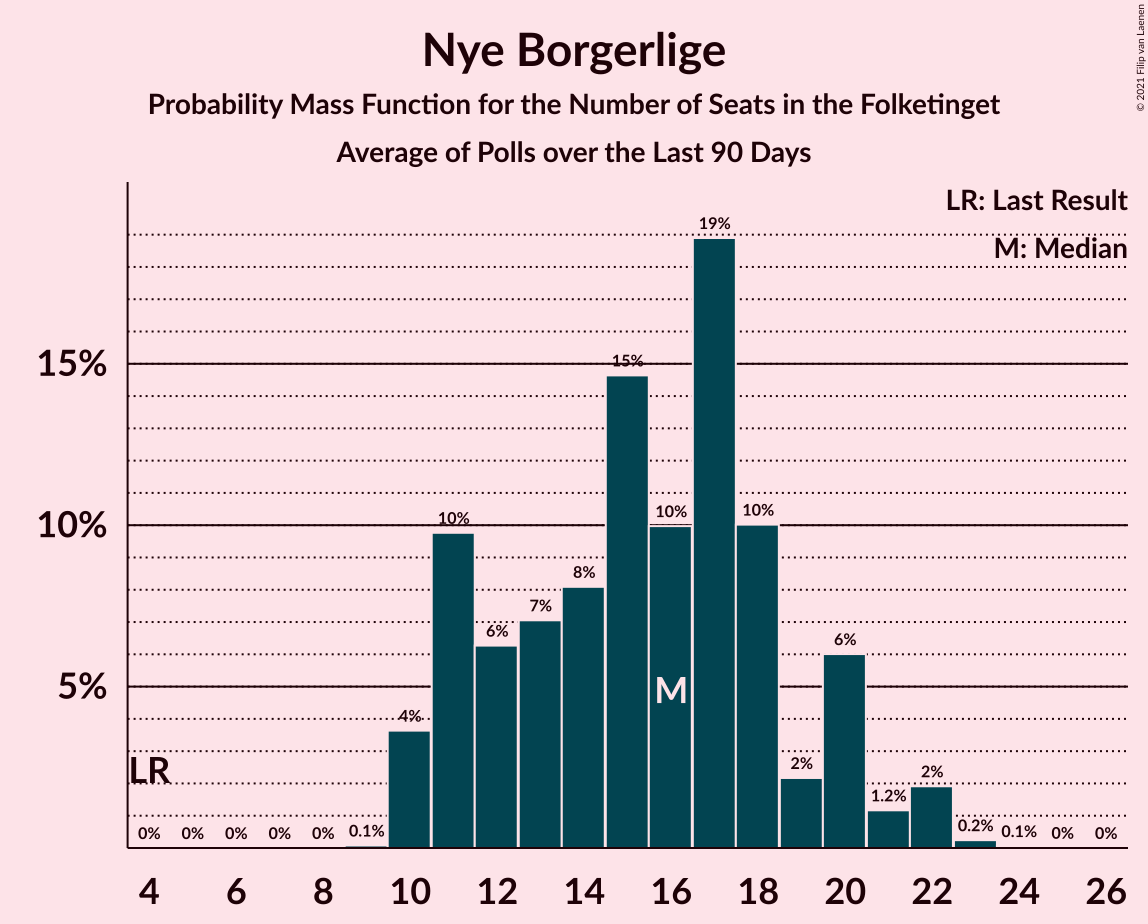 Nye Borgerlige
Probability Mass Function for the Number of Seats in the Folketinget
Average of Polls over the Last 90 Days
© 2021 Filip van Laenen
LR: Last Result
M: Median
15%
10%
5%
0% 0% 0% 0% 0% 0.1% 4% 10% 6% 7% 8% 15% 10% 19% 10% 2% 6% 1.2% 2% 0.2% 0.1% 0% 0%
LR
M
4 6 8 10 12 14 16 18 20 22 24 26